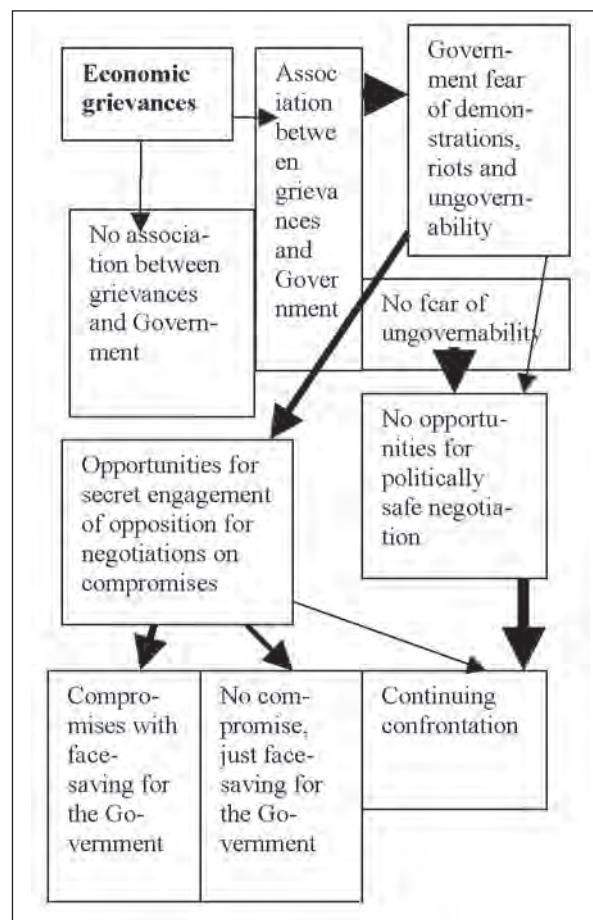 Economic
grievances
Assoc
iation
betwe
en
grieva
nces
and
Gover
nment
Govern-
ment fear
of demon-
strations,
riots and
ungovern-
ability
No associa-
tion between
grievances
and Govern-
ment
No fear of
ungovernability
Opportunities for
secret engagement
of opposition for
negotiations on
compromises
No opportu-
nities for
politically
safe negotia-
tion
Compro-
mises with
face-
saving for
the Go-
vernment
No com-
promise,
just face-
saving for
the Go-
vernment
Continuing
confrontation